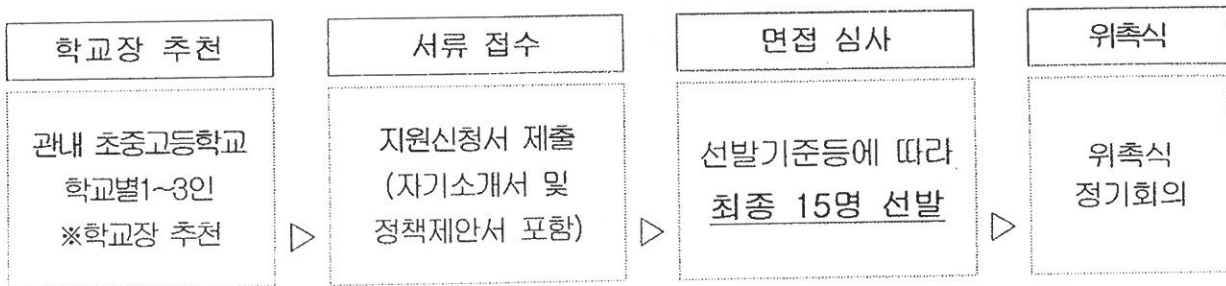 학교장 추천
관내 초중고등학교
학교별1~3인
※학교장 추천
▷
서류 접수
지원신청서 제출
(자기소개서 및
정책제안서 포함)
▷
면접 심사
선발기준등에 따라
최종 15명 선발
▷
위촉식
위촉식
정기회의